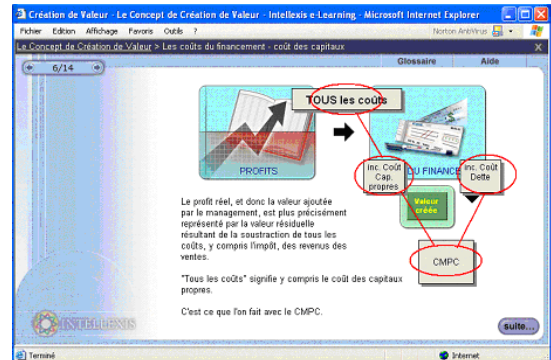 Création de Valeur - Le Concept de Création de Valeur - Intellexis e-Learning - Microsoft Internet Explorer
Fichier Edition Affichage Favoris Outils ? Norton AntiVirus
Le Concept de Création de Valeur > Les coûts du financement - coût des capitaux X
Glossaire Aide
6/14
TOUS les coûts
PROFITS
DU FINANCE
inc. Coût
Cap.
propres
inc. Coût
Dette
Valeur
créée
CMPC
Le profit réel, et donc la valeur ajoutée
par le management, est plus précisément
représenté par la valeur résiduelle
résultant de la soustraction de tous les
coûts, y compris l'impôt, des revenus des
ventes.
"Tous les coûts" signifie y compris le coût des capitaux
propres.
C'est ce que l'on fait avec le CMPC.
INTELLEXIS
suite...
Terminé Internet